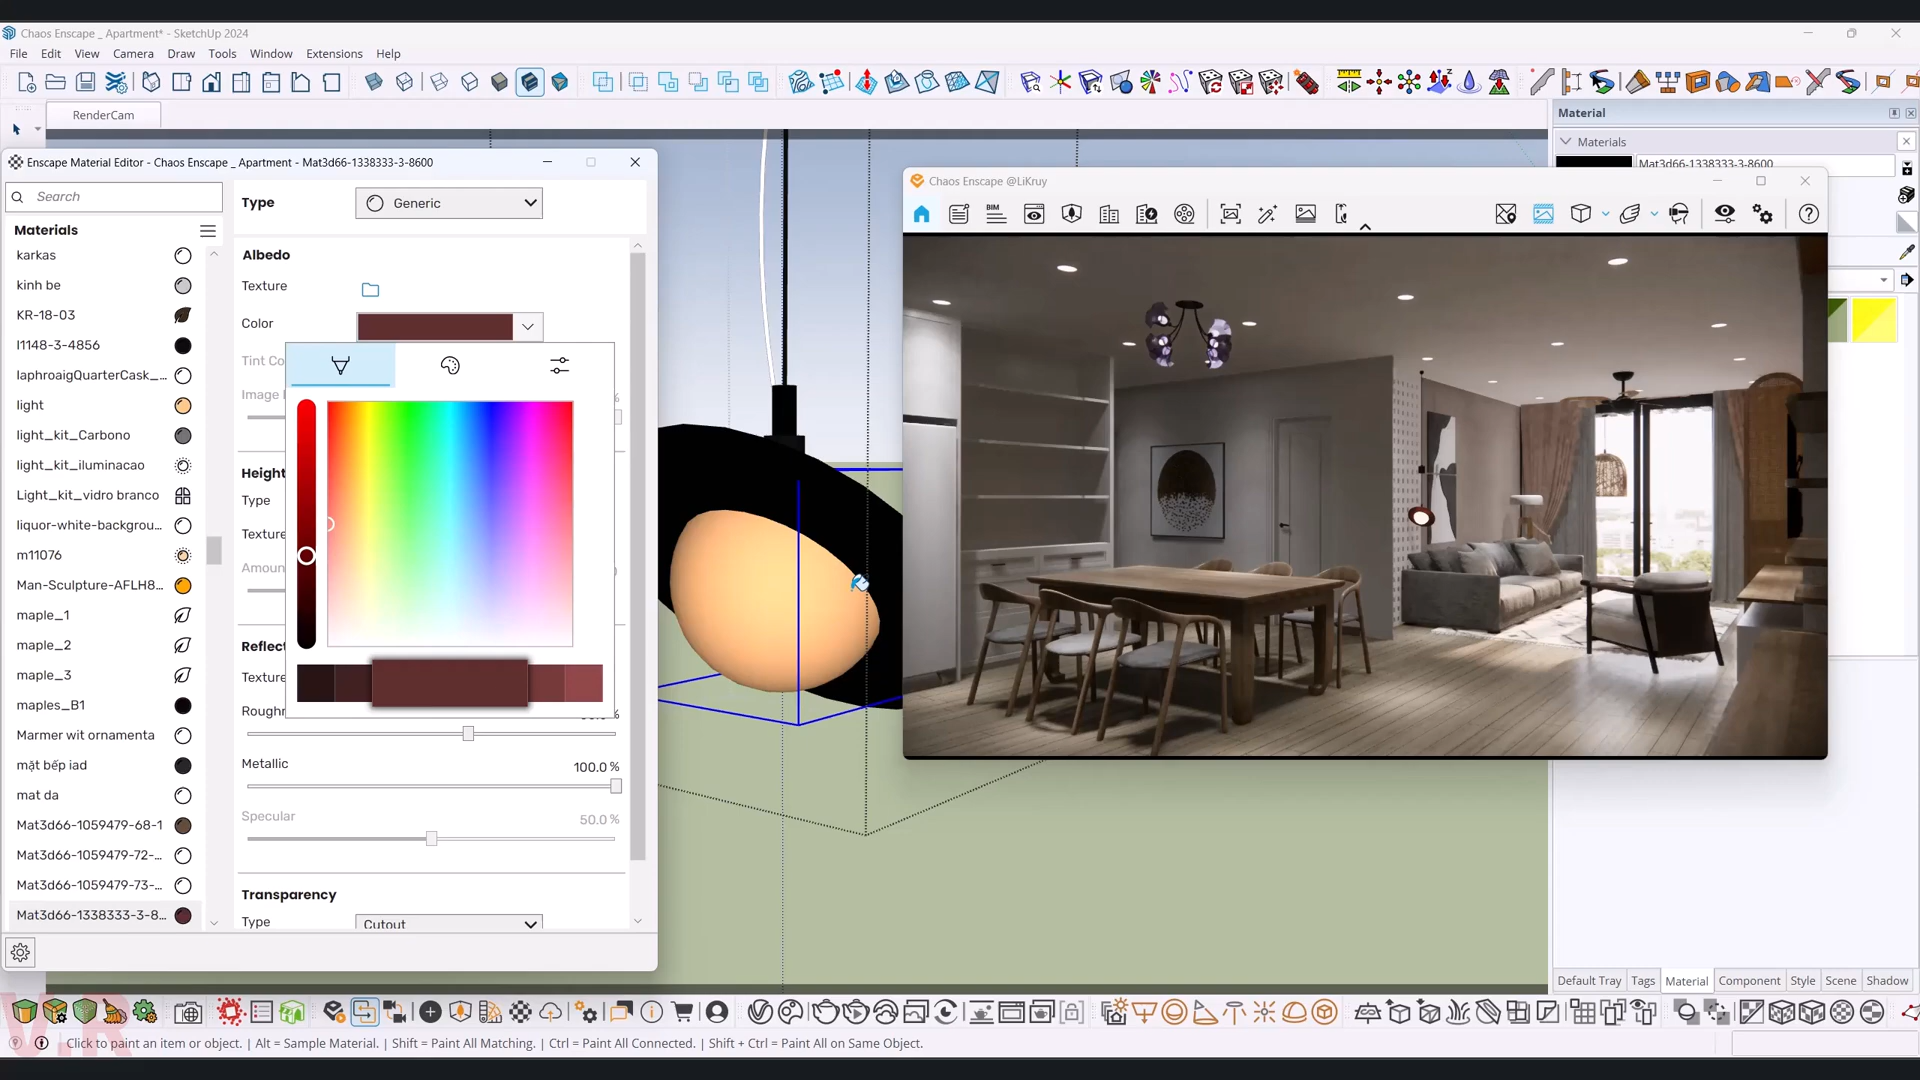 Chaos Enscape _ Apartment* - SketchUp 2024
File Edit View Camera Draw Tools Window Extensions Help
RenderCam
Material
Enscape Material Editor - Chaos Enscape _ Apartment - Mat3d66-1338333-3-8600
Materials
Mat3d66-1338333-3-8600
Chaos Enscape @LiKruy
BIM
Search
Type
Generic
Materials
Albedo
karkas
Texture
kinh be
KR-18-03
Color
I1148-3-4856
Tint Co
laphroaigQuarterCask_...
Image
%
light
light_kit_Carbono
light_kit_iluminacao
Heigh
Light_kit_vidro branco
Type
liquor-white-backgrou...
Texture
m11076
Amou
Man-Sculpture-AFLH8...
maple_1
maple_2
Reflec
maple_3
Texture
maples_B1
Roughn
%
Marmer wit ornamenta
mặt bếp iad
Metallic
100.0 %
mat da
Specular
50.0 %
Mat3d66-1059479-68-1
Mat3d66-1059479-72-...
Mat3d66-1059479-73-...
Transparency
Mat3d66-1338333-3-8...
Type
Cutout
Default Tray Tags Material Component Style Scene Shadow
V.R
Click to paint an item or object. | Alt = Sample Material. | Shift = Paint All Matching. | Ctrl = Paint All Connected. | Shift + Ctrl = Paint All on Same Object.